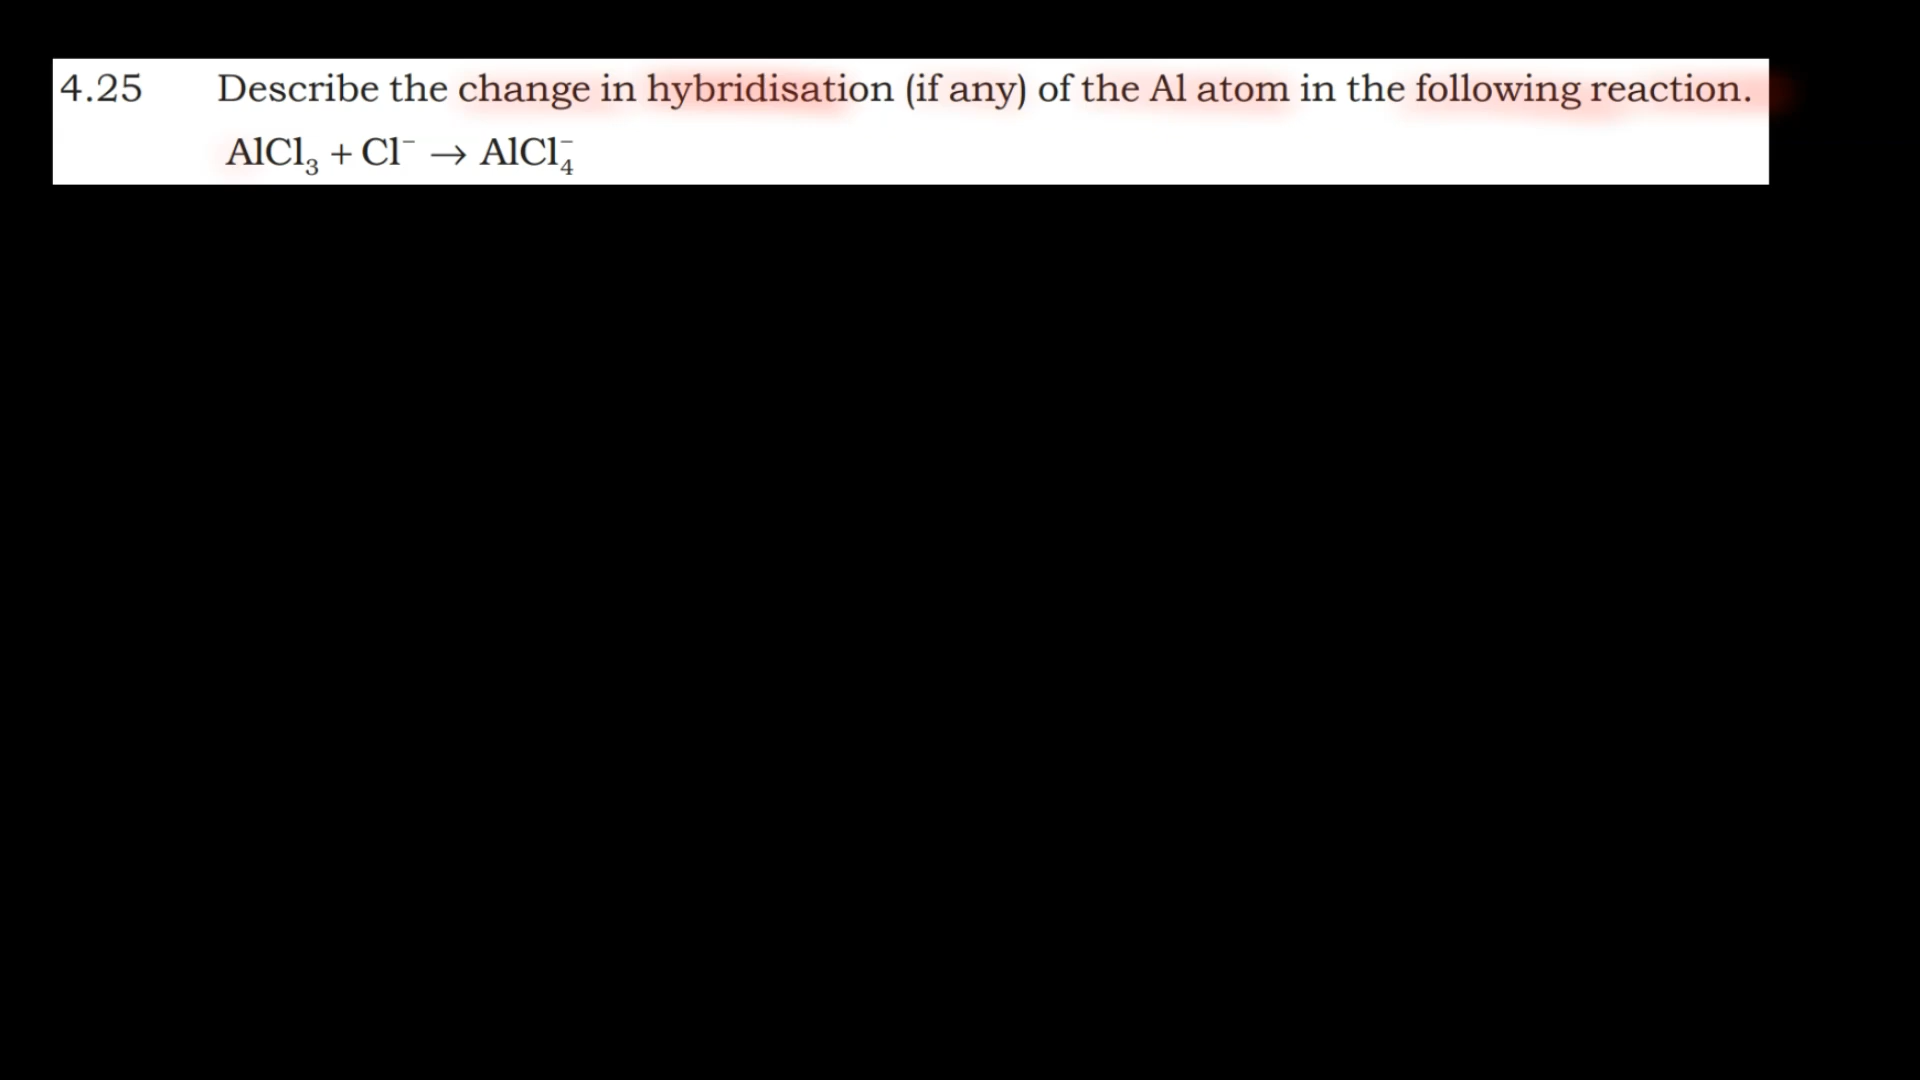 4.25 Describe the change in hybridisation (if any) of the Al atom in the following reaction.
AlCl₃ + Cl⁻ → AlCl₄⁻